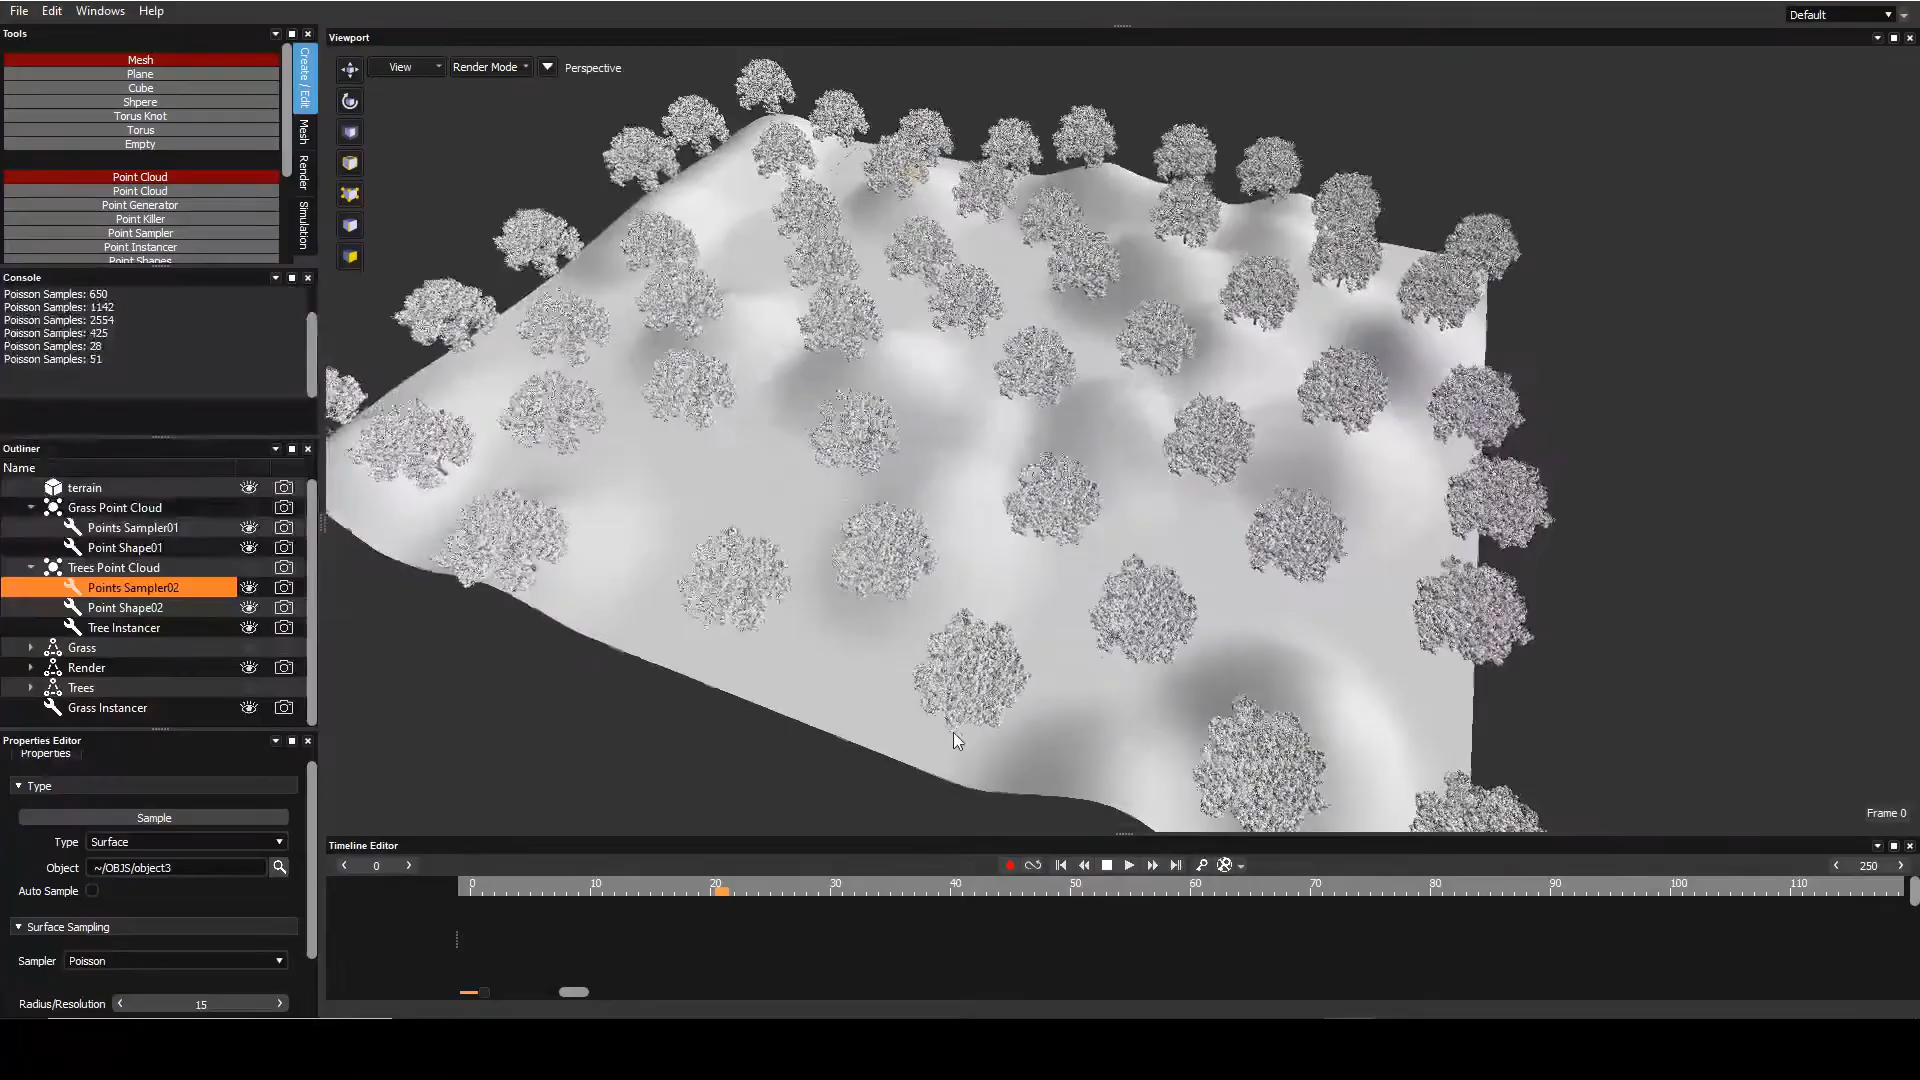 File Edit Windows Help
Default
Tools
Mesh
Plane
Cube
Shpere
Torus Knot
Torus
Empty
Point Cloud
Point Cloud
Point Generator
Point Killer
Point Sampler
Point Instancer
Point Shapes
Create / Edit
Mesh
Render
Simulation
Console
Poisson Samples: 650
Poisson Samples: 1142
Poisson Samples: 2554
Poisson Samples: 425
Poisson Samples: 28
Poisson Samples: 51
Outliner
Name
terrain
Grass Point Cloud
Points Sampler01
Point Shape01
Trees Point Cloud
Points Sampler02
Point Shape02
Tree Instancer
Grass
Render
Trees
Grass Instancer
Properties Editor
Properties
Type
Sample
Type Surface
Object ~/OBJS/object3
Auto Sample
Surface Sampling
Sampler Poisson
Radius/Resolution 15
Viewport
View Render Mode Perspective
Frame 0
Timeline Editor
0 250
0 10 20 30 40 50 60 70 80 90 100 110